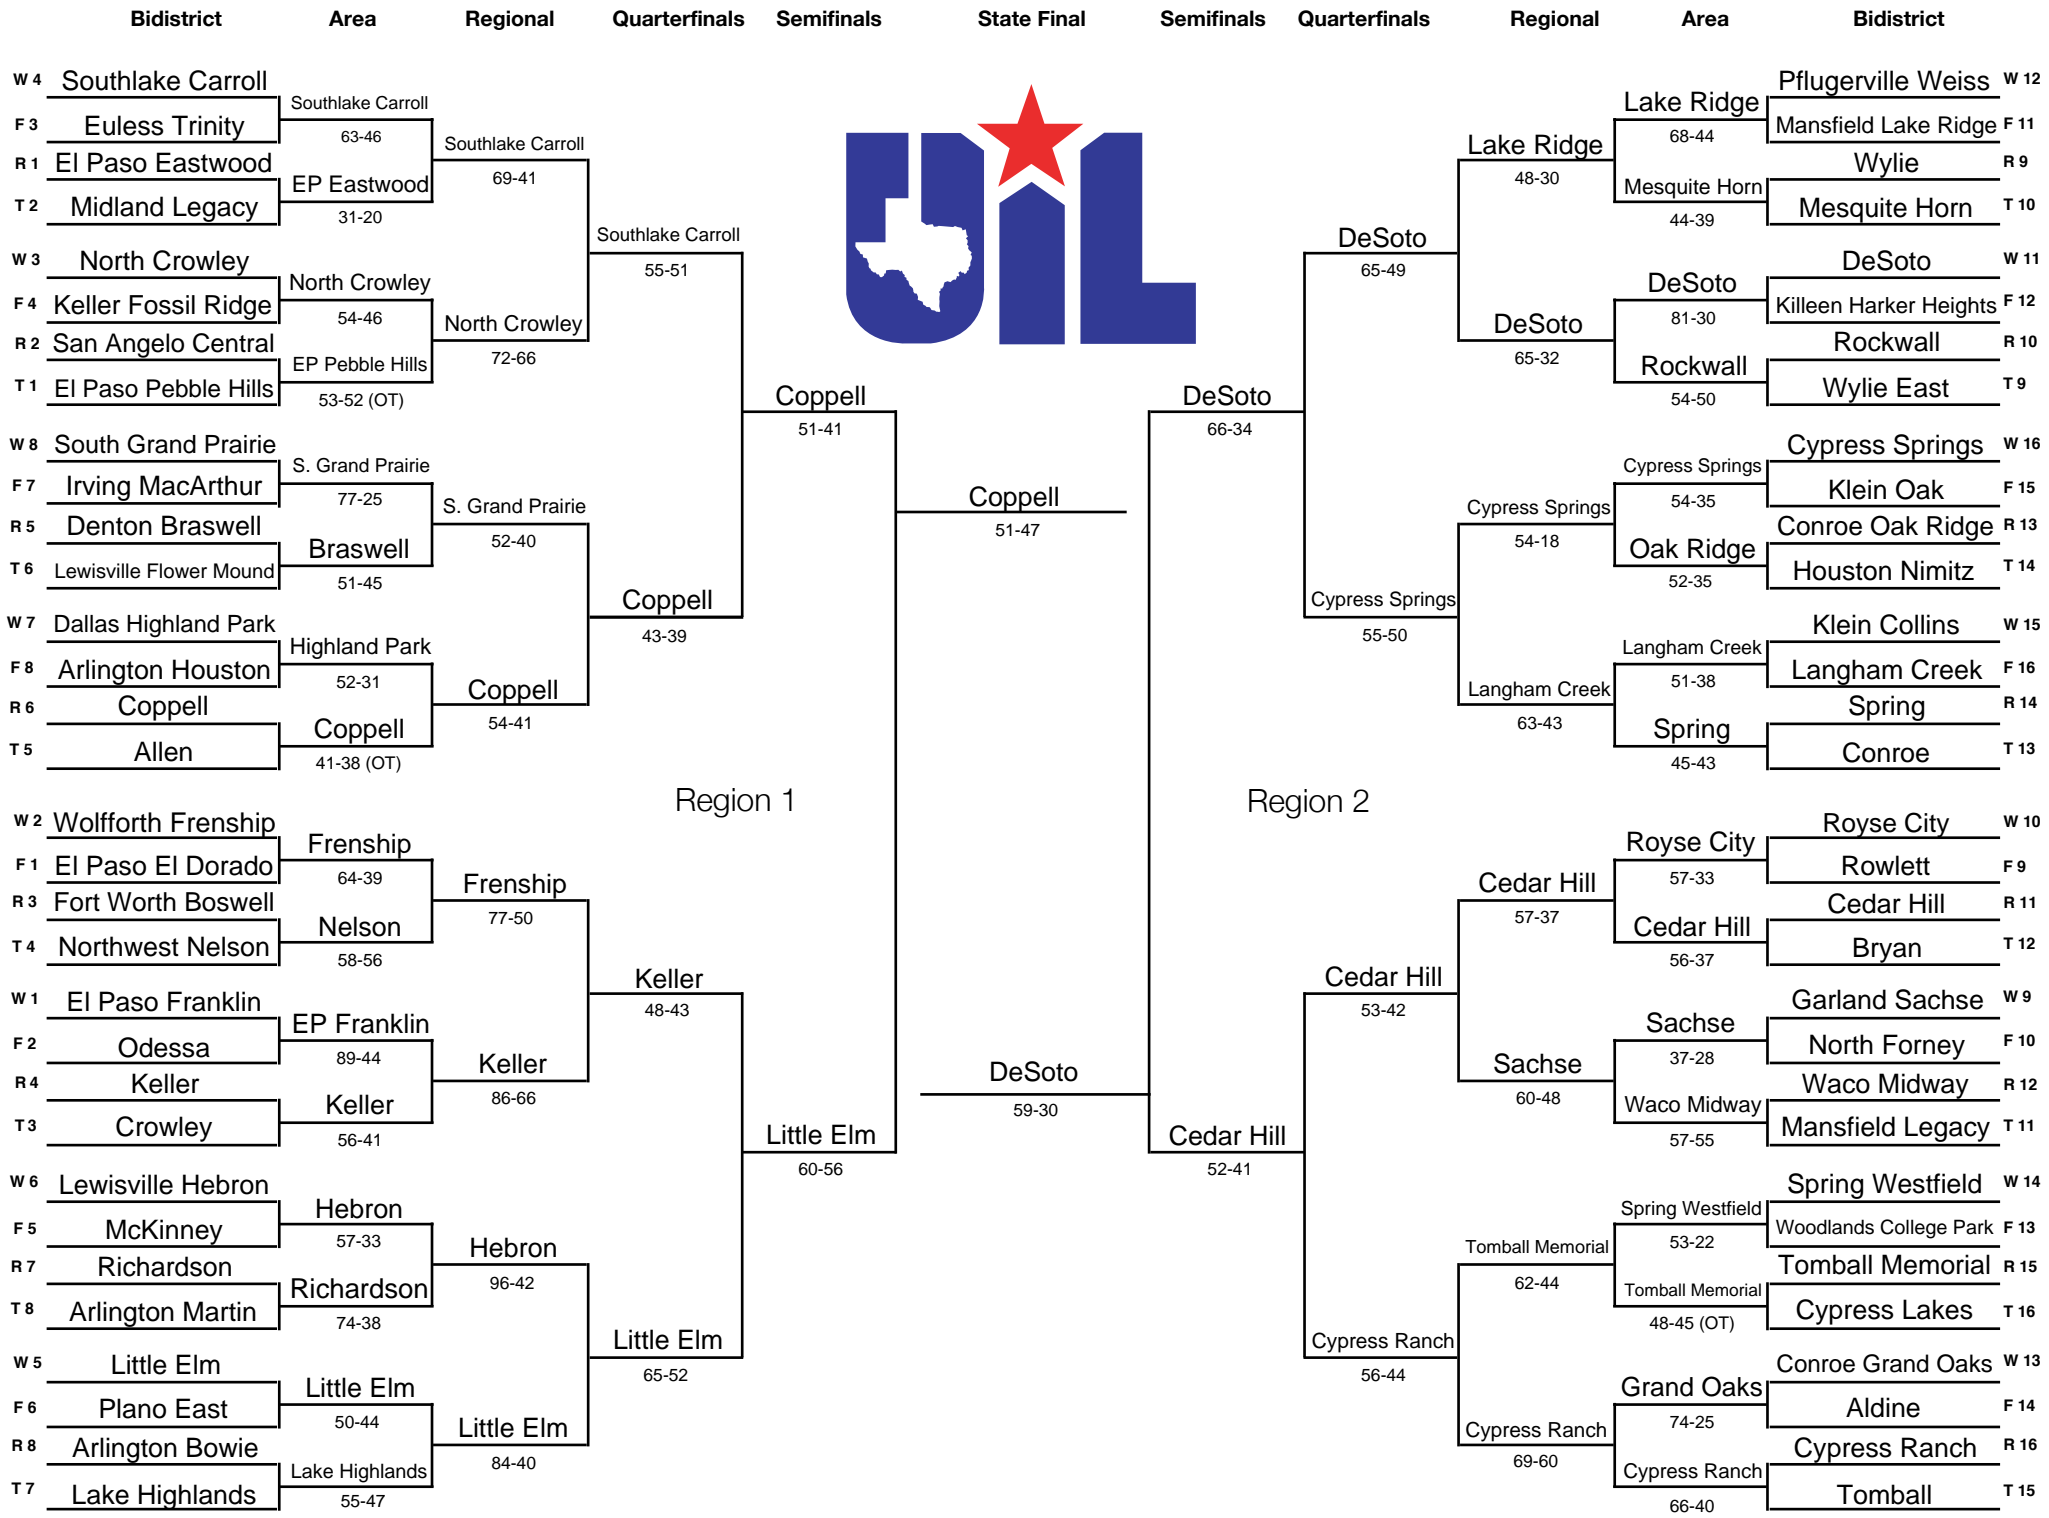 Bidistrict Area Regional Quarterfinals Semifinals State Final Semifinals Quarterfinals Regional Area Bidistrict
W 4 Southlake Carroll
F 3 Euless Trinity
R 1 El Paso Eastwood
T 2 Midland Legacy
W 3 North Crowley
F 4 Keller Fossil Ridge
R 2 San Angelo Central
T 1 El Paso Pebble Hills
W 8 South Grand Prairie
F 7 Irving MacArthur
R 5 Denton Braswell
T 6 Lewisville Flower Mound
W 7 Dallas Highland Park
F 8 Arlington Houston
R 6 Coppell
T 5 Allen
W 2 Wolfforth Frenship
F 1 El Paso El Dorado
R 3 Fort Worth Boswell
T 4 Northwest Nelson
W 1 El Paso Franklin
F 2 Odessa
R 4 Keller
T 3 Crowley
W 6 Lewisville Hebron
F 5 McKinney
R 7 Richardson
T 8 Arlington Martin
W 5 Little Elm
F 6 Plano East
R 8 Arlington Bowie
T 7 Lake Highlands
Southlake Carroll
63-46
EP Eastwood
31-20
North Crowley
54-46
EP Pebble Hills
53-52 (OT)
S. Grand Prairie
77-25
Braswell
51-45
Highland Park
52-31
Coppell
41-38 (OT)
Frenship
64-39
Nelson
58-56
EP Franklin
89-44
Keller
56-41
Hebron
57-33
Richardson
74-38
Little Elm
50-44
Lake Highlands
55-47
Southlake Carroll
69-41
North Crowley
72-66
S. Grand Prairie
52-40
Coppell
54-41
Frenship
77-50
Keller
86-66
Hebron
96-42
Little Elm
84-40
Southlake Carroll
55-51
Coppell
43-39
Region 1
Keller
48-43
Little Elm
65-52
Coppell
51-41
Little Elm
60-56
UIL
Coppell
51-47
DeSoto
59-30
DeSoto
66-34
Cedar Hill
52-41
DeSoto
65-49
Cypress Springs
55-50
Region 2
Cedar Hill
53-42
Cypress Ranch
56-44
Lake Ridge
48-30
DeSoto
65-32
Cypress Springs
54-18
Langham Creek
63-43
Cedar Hill
57-37
Sachse
60-48
Tomball Memorial
62-44
Cypress Ranch
69-60
Lake Ridge
68-44
Mesquite Horn
44-39
DeSoto
81-30
Rockwall
54-50
Cypress Springs
54-35
Oak Ridge
52-35
Langham Creek
51-38
Spring
45-43
Royse City
57-33
Cedar Hill
56-37
Sachse
37-28
Waco Midway
57-55
Spring Westfield
53-22
Tomball Memorial
48-45 (OT)
Grand Oaks
74-25
Cypress Ranch
66-40
Pflugerville Weiss W 12
Mansfield Lake Ridge F 11
Wylie R 9
Mesquite Horn T 10
DeSoto W 11
Killeen Harker Heights F 12
Rockwall R 10
Wylie East T 9
Cypress Springs W 16
Klein Oak F 15
Conroe Oak Ridge R 13
Houston Nimitz T 14
Klein Collins W 15
Langham Creek F 16
Spring R 14
Conroe T 13
Royse City W 10
Rowlett F 9
Cedar Hill R 11
Bryan T 12
Garland Sachse W 9
North Forney F 10
Waco Midway R 12
Mansfield Legacy T 11
Spring Westfield W 14
Woodlands College Park F 13
Tomball Memorial R 15
Cypress Lakes T 16
Conroe Grand Oaks W 13
Aldine F 14
Cypress Ranch R 16
Tomball T 15